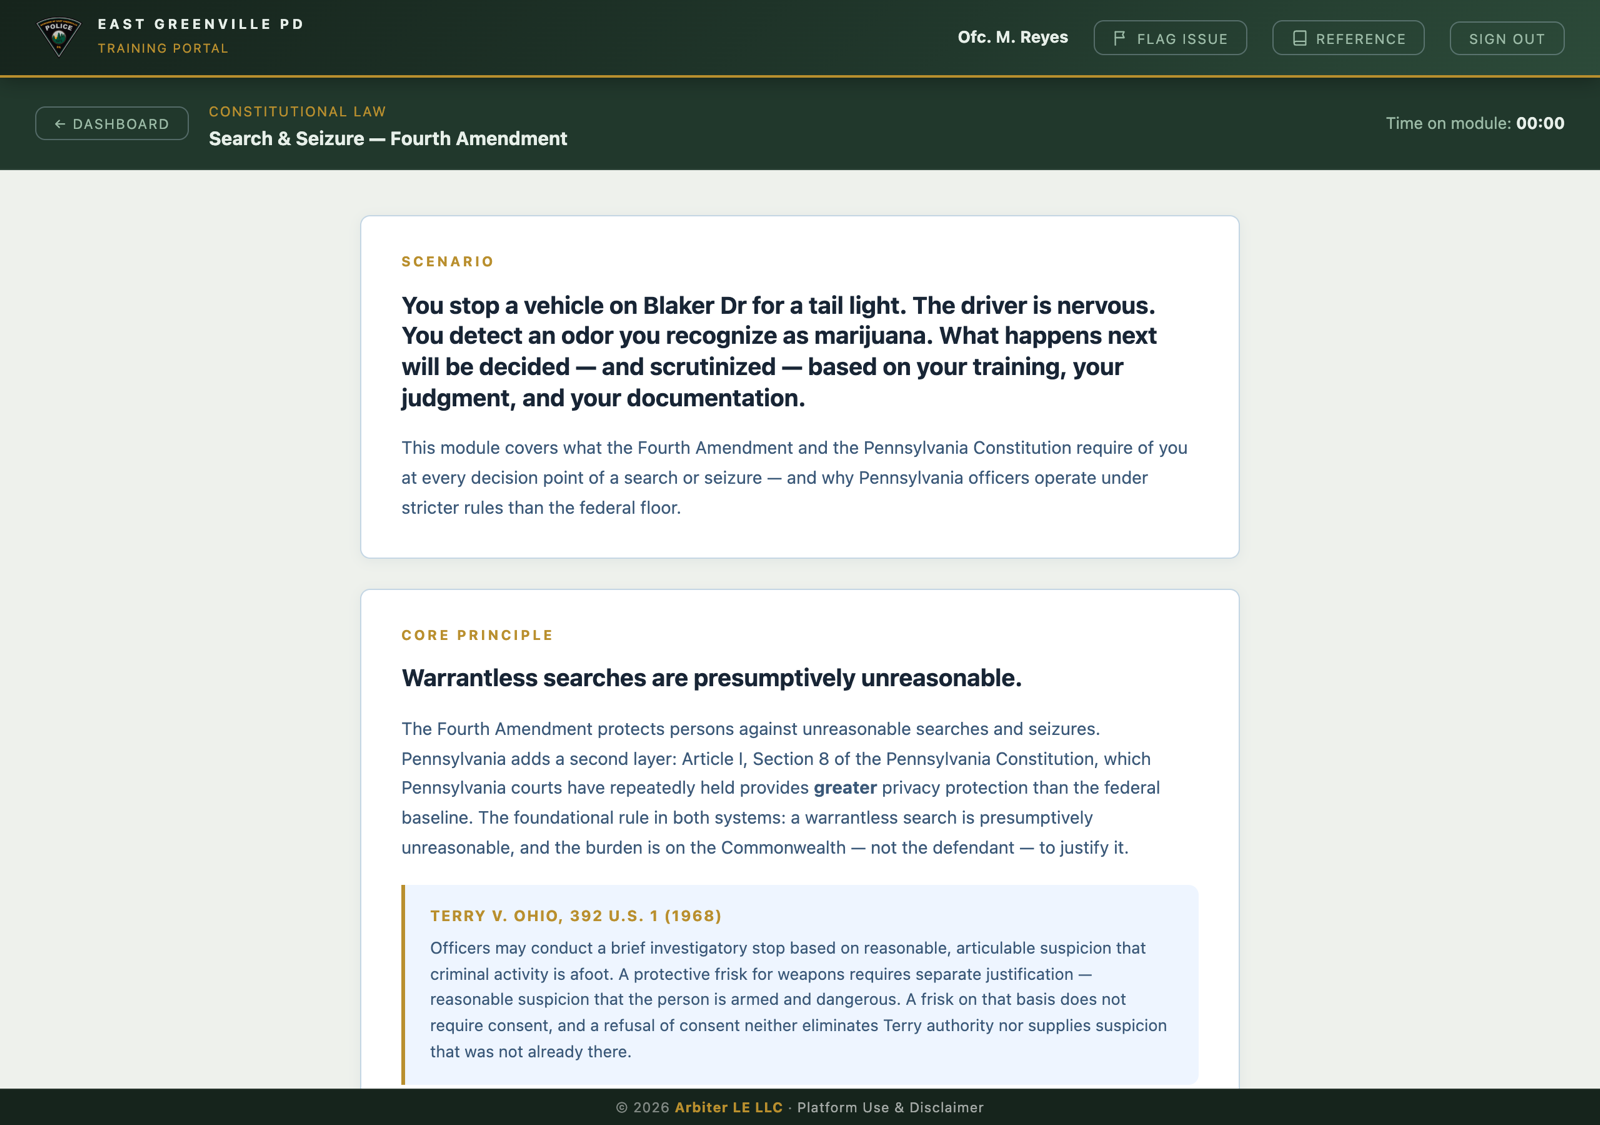 POLICE
EAST GREENVILLE PD
TRAINING PORTAL
Ofc. M. Reyes
FLAG ISSUE
REFERENCE
SIGN OUT
← DASHBOARD
CONSTITUTIONAL LAW
Search & Seizure — Fourth Amendment
Time on module: 00:00
SCENARIO
You stop a vehicle on Blaker Dr for a tail light. The driver is nervous.
You detect an odor you recognize as marijuana. What happens next
will be decided — and scrutinized — based on your training, your
judgment, and your documentation.
This module covers what the Fourth Amendment and the Pennsylvania Constitution require of you
at every decision point of a search or seizure — and why Pennsylvania officers operate under
stricter rules than the federal floor.
CORE PRINCIPLE
Warrantless searches are presumptively unreasonable.
The Fourth Amendment protects persons against unreasonable searches and seizures.
Pennsylvania adds a second layer: Article I, Section 8 of the Pennsylvania Constitution, which
Pennsylvania courts have repeatedly held provides greater privacy protection than the federal
baseline. The foundational rule in both systems: a warrantless search is presumptively
unreasonable, and the burden is on the Commonwealth — not the defendant — to justify it.
TERRY V. OHIO, 392 U.S. 1 (1968)
Officers may conduct a brief investigatory stop based on reasonable, articulable suspicion that
criminal activity is afoot. A protective frisk for weapons requires separate justification —
reasonable suspicion that the person is armed and dangerous. A frisk on that basis does not
require consent, and a refusal of consent neither eliminates Terry authority nor supplies suspicion
that was not already there.
© 2026 Arbiter LE LLC · Platform Use & Disclaimer